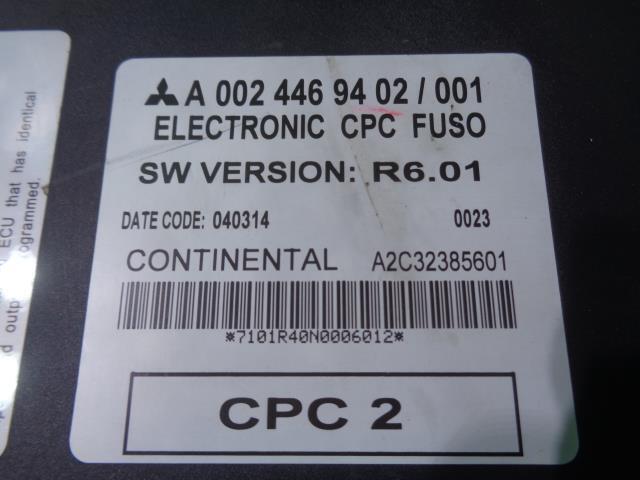 A 002 446 94 02 / 001
ELECTRONIC CPC FUSO
SW VERSION: R6.01
DATE CODE: 040314 0023
CONTINENTAL A2C32385601
*7101R40N0006012*
CPC 2
ECU that has identical
d outp ogrammed.